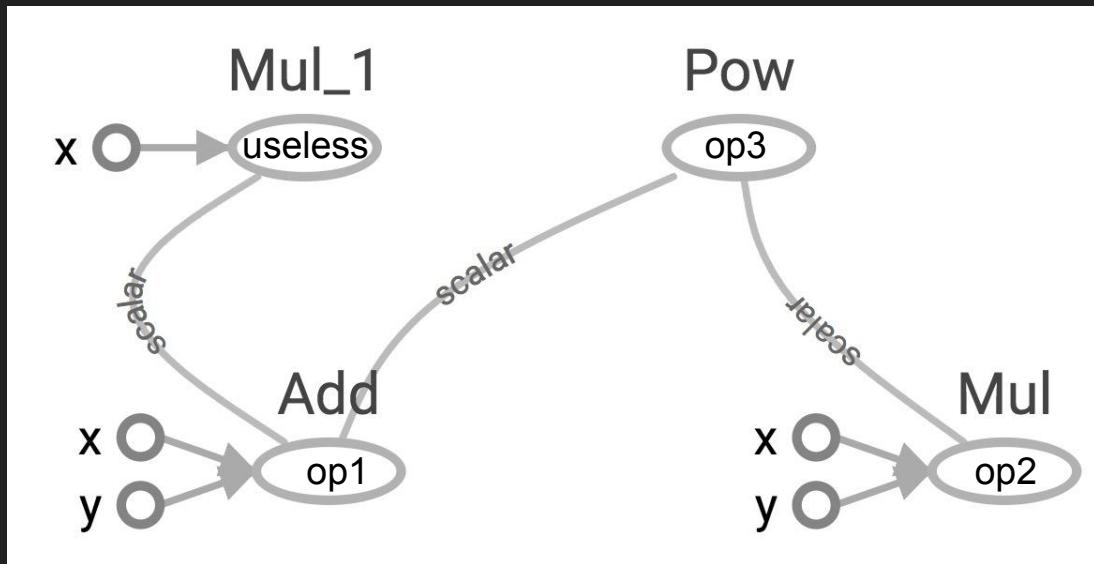 Mul_1
Pow
x
useless
op3
scalar
scalar
scalar
Add
Mul
x
y
op1
x
y
op2